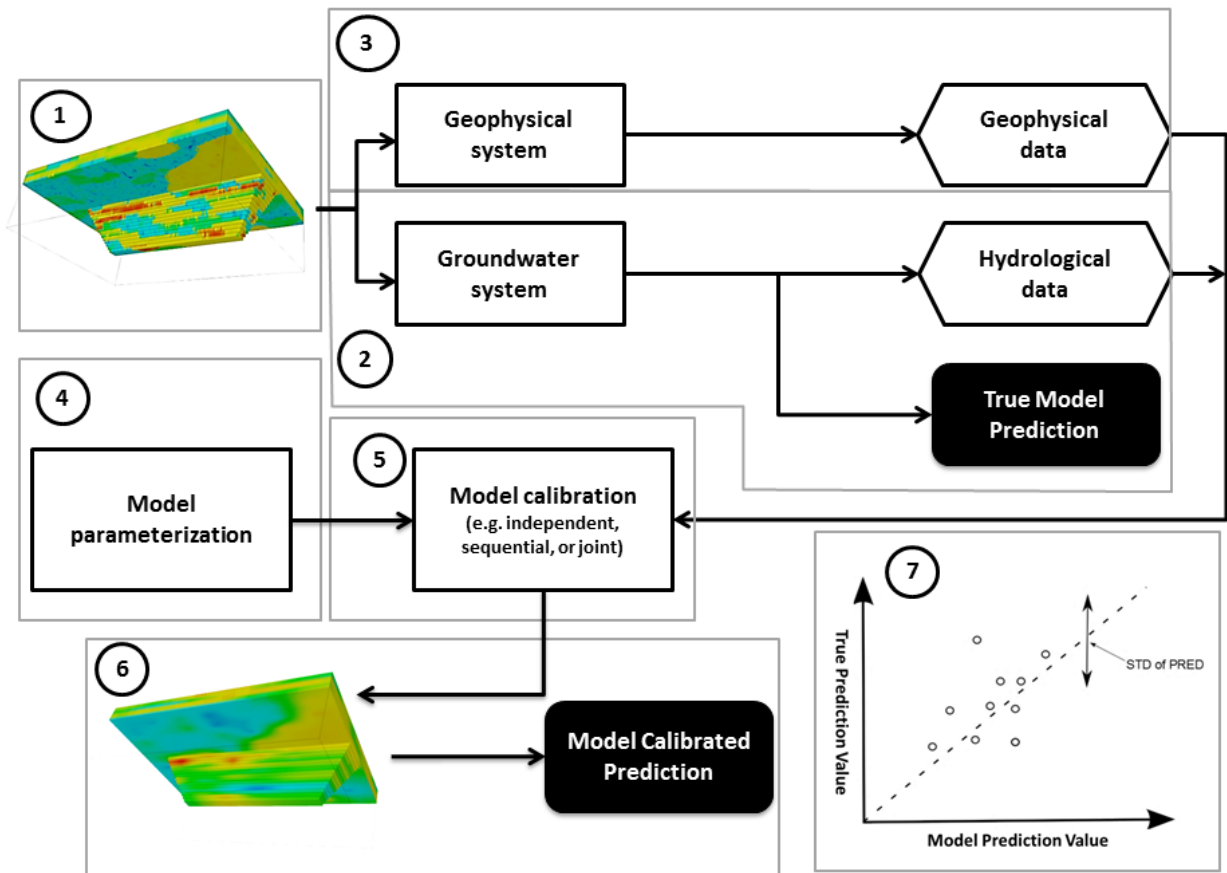 1
3
Geophysical
system
Geophysical
data
2
Groundwater
system
Hydrological
data
True Model
Prediction
4
Model
parameterization
5
Model calibration
(e.g. independent,
sequential, or joint)
6
Model Calibrated
Prediction
7
True Prediction Value
STD of PRED
Model Prediction Value